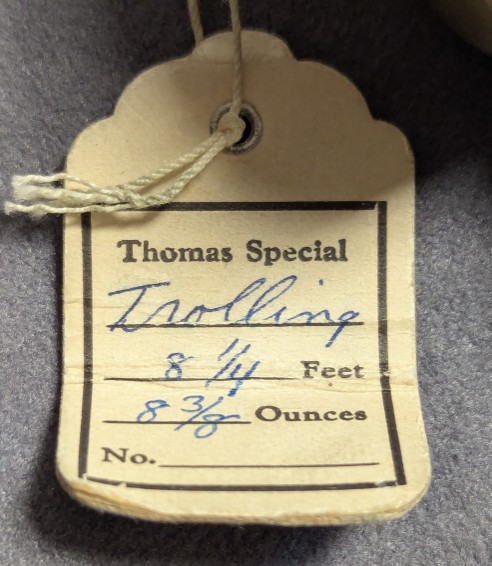 Thomas Special
Trolling
8 1/4 Feet
8 3/8 Ounces
No.